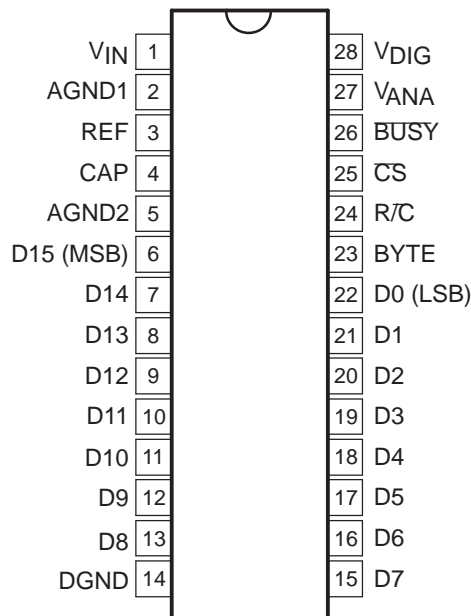 VIN 1 28 VDIG
AGND1 2 27 VANA
REF 3 26 BUSY
CAP 4 25 CS
AGND2 5 24 R/C
D15 (MSB) 6 23 BYTE
D14 7 22 D0 (LSB)
D13 8 21 D1
D12 9 20 D2
D11 10 19 D3
D10 11 18 D4
D9 12 17 D5
D8 13 16 D6
DGND 14 15 D7